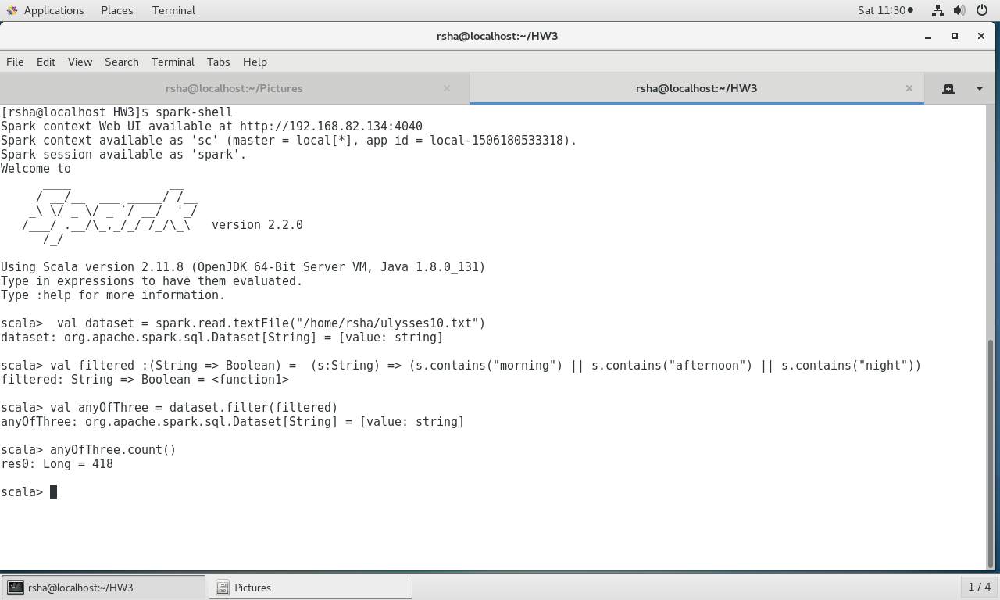 Applications Places Terminal Sat 11:30
rsha@localhost:~/HW3
File Edit View Search Terminal Tabs Help
rsha@localhost:~/Pictures rsha@localhost:~/HW3
[rsha@localhost HW3]$ spark-shell
Spark context Web UI available at http://192.168.82.134:4040
Spark context available as 'sc' (master = local[*], app id = local-1506180533318).
Spark session available as 'spark'.
Welcome to
      ____              __
     / __/__  ___ _____/ /__
    _\ \/ _ \/ _ `/ __/  '_/
   /___/ .__/\_,_/_/ /_/\_\   version 2.2.0
      /_/
Using Scala version 2.11.8 (OpenJDK 64-Bit Server VM, Java 1.8.0_131)
Type in expressions to have them evaluated.
Type :help for more information.
scala>  val dataset = spark.read.textFile("/home/rsha/ulysses10.txt")
dataset: org.apache.spark.sql.Dataset[String] = [value: string]
scala> val filtered :(String => Boolean) =  (s:String) => (s.contains("morning") || s.contains("afternoon") || s.contains("night"))
filtered: String => Boolean = <function1>
scala> val anyOfThree = dataset.filter(filtered)
anyOfThree: org.apache.spark.sql.Dataset[String] = [value: string]
scala> anyOfThree.count()
res0: Long = 418
scala>
rsha@localhost:~/HW3 Pictures 1 / 4